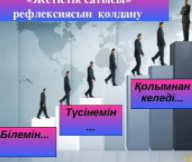 «Жетістік сатысы»
рефлексиясын қолдану
Қолымнан
келеді...
Түсінемін
...
Білемін...